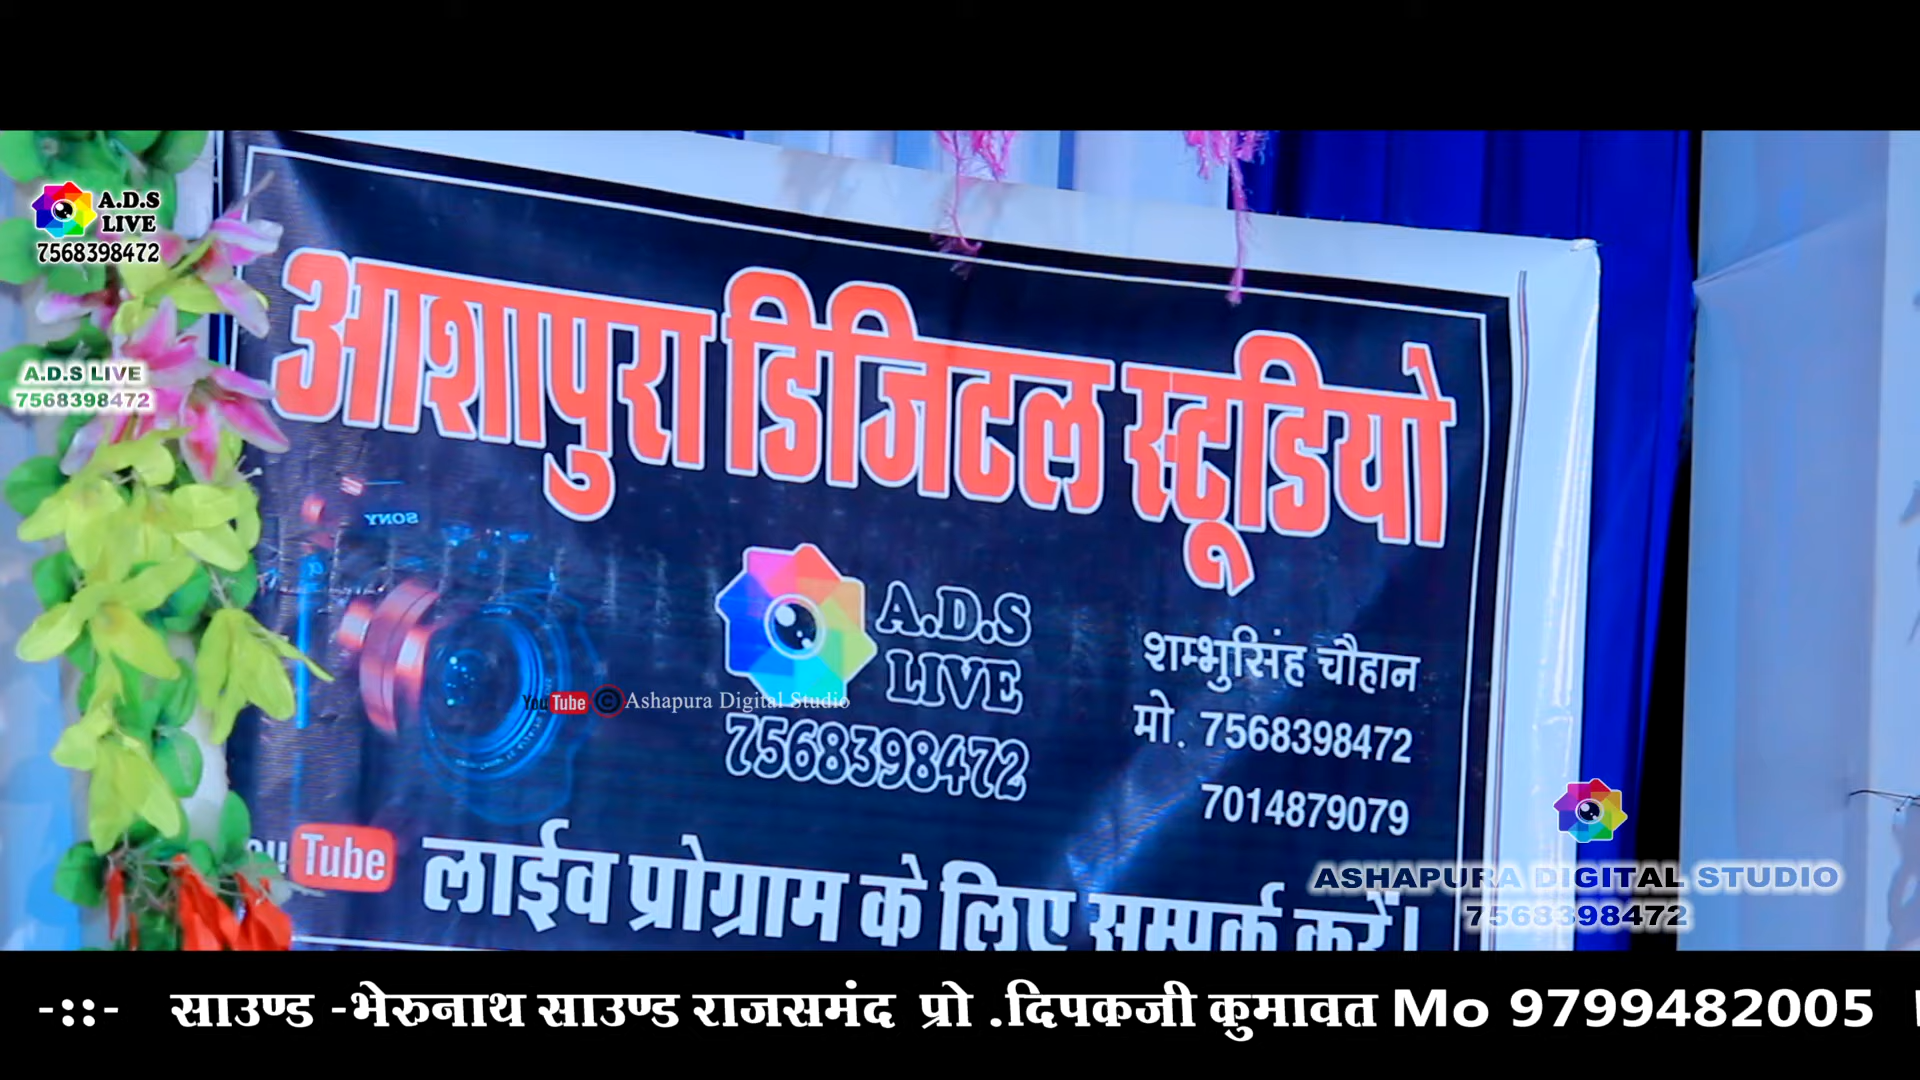 A.D.S
LIVE
7568398472
A.D.S LIVE
7568398472
आशापुरा डिजिटल स्टूडियो
SONY
A.D.S
LIVE
7568398472
शम्भुसिंह चौहान
मो. 7568398472
7014879079
YouTube © Ashapura Digital Studio
Tube लाईव प्रोग्राम के लिए सम्पर्क करें।
ASHAPURA DIGITAL STUDIO
7568398472
-::- साउण्ड -भेरुनाथ साउण्ड राजसमंद प्रो .दिपकजी कुमावत Mo 9799482005